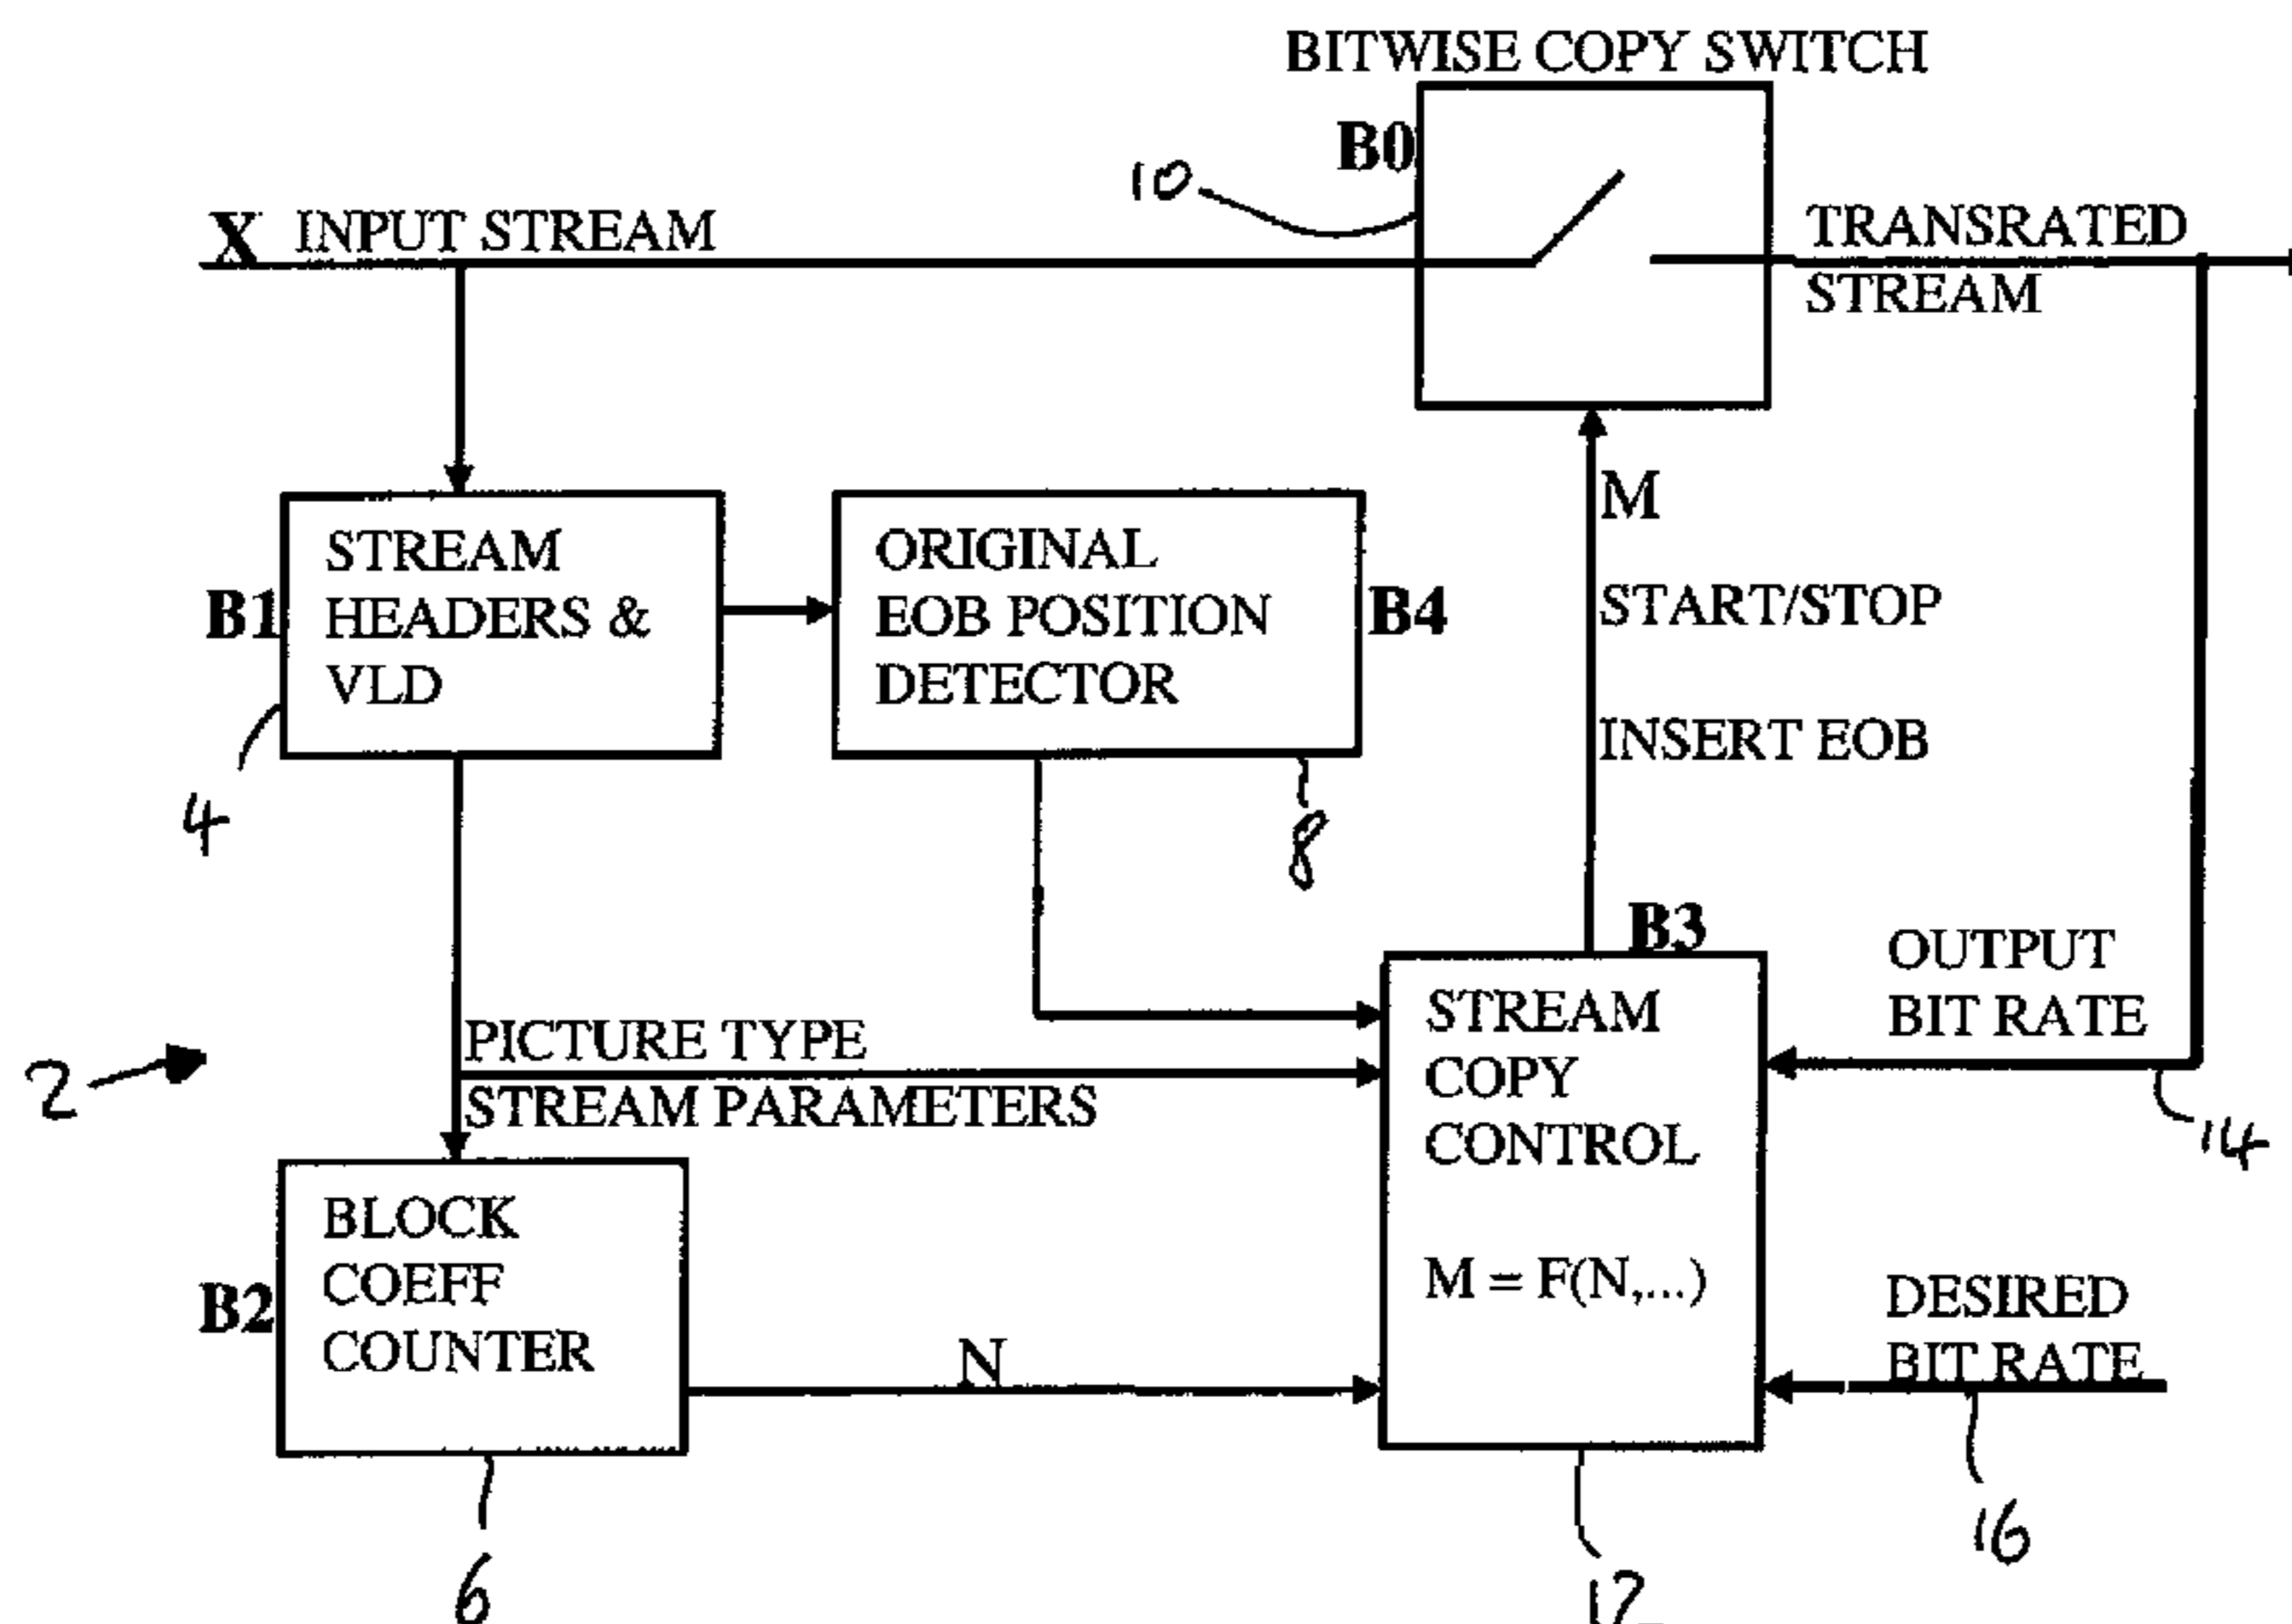 BITWISE COPY SWITCH
B0
10
X INPUT STREAM
TRANSRATED
STREAM
M
START/STOP
INSERT EOB
B1
STREAM
HEADERS &
VLD
4
ORIGINAL
EOB POSITION
DETECTOR
B4
8
2
PICTURE TYPE
STREAM PARAMETERS
B3
STREAM
COPY
CONTROL
M = F(N,...)
OUTPUT
BIT RATE
14
DESIRED
BIT RATE
16
B2
BLOCK
COEFF
COUNTER
N
6
12